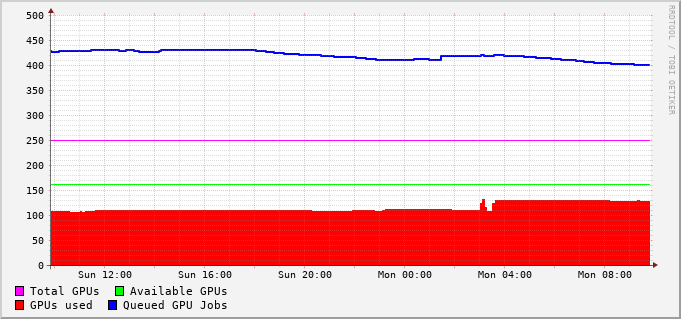 500
450
400
350
300
250
200
150
100
50
0
Sun 12:00 Sun 16:00 Sun 20:00 Mon 00:00 Mon 04:00 Mon 08:00
Total GPUs Available GPUs
GPUs used Queued GPU Jobs
RRDTOOL / TOBI OETIKER